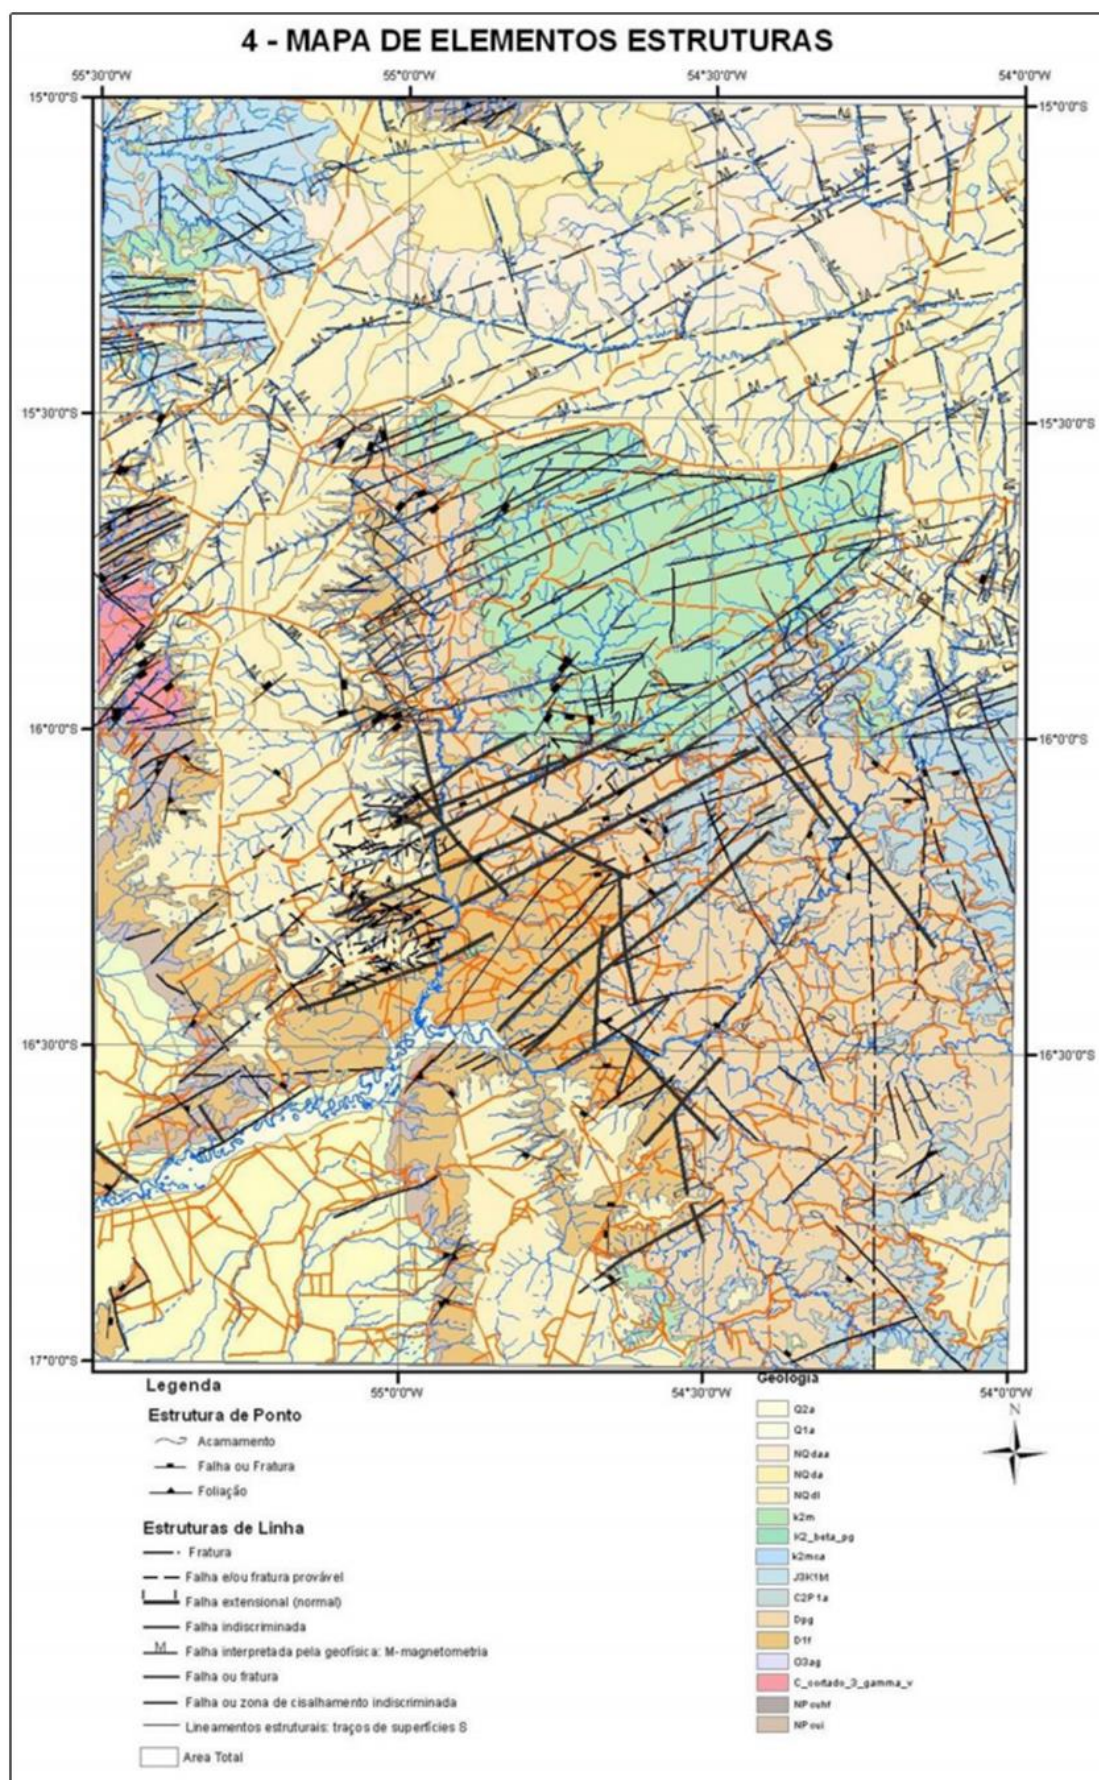 4 - MAPA DE ELEMENTOS ESTRUTURAS
55°30'0"W 55°0'0"W 54°30'0"W 54°0'0"W
15°0'0"S 15°0'0"S
15°30'0"S 15°30'0"S
16°0'0"S 16°0'0"S
16°30'0"S 16°30'0"S
17°0'0"S
55°0'0"W 54°30'0"W 54°0'0"W
Legenda
Estrutura de Ponto
Acamamento
Falha ou Fratura
Foliação
Estruturas de Linha
Fratura
Falha e/ou fratura provável
Falha extensional (normal)
Falha indiscriminada
M Falha interpretada pela geofísica: M-magnetometria
Falha ou fratura
Falha ou zona de cisalhamento indiscriminada
Lineamentos estruturais: traços de superfícies S
Area Total
Geologia
Q2a
Q1a
NQdaa
NQda
NQdl
k2m
K2_beta_pg
k2mca
J3K1bt
C2P1a
Dpg
D1f
O3ag
C_cortado_3_gamma_v
NPcuhf
NPcui
N